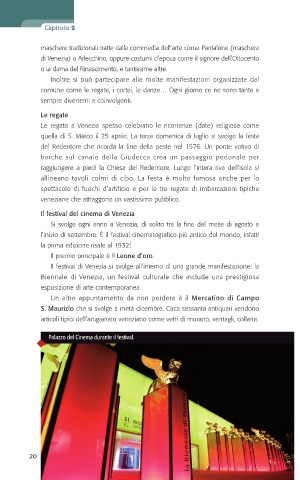 Capitolo 2
maschere tradizionali tratte dalla commedia dell'arte come Pantalone (maschera
di Venezia) o Arlecchino, oppure costumi d'epoca come il signore dell'Ottocento
o la dama del Rinascimento, e tantissime altre.
Inoltre si può partecipare alle molte manifestazioni organizzate dal
comune come le regate, i cortei, le danze… Ogni giorno ce ne sono tante e
sempre divertenti e coinvolgenti.
Le regate
Le regate a Venezia spesso celebrano le ricorrenze (date) religiose come
quella di S. Marco il 25 aprile. La terza domenica di luglio si svolge la festa
del Redentore che ricorda la fine della peste nel 1576. Un ponte votivo di
barche sul canale della Giudecca crea un passaggio pedonale per
raggiungere a piedi la Chiesa del Redentore. Lungo l'intera riva dell'isola si
allineano tavoli colmi di cibo. La festa è molto famosa anche per lo
spettacolo di fuochi d'artificio e per le tre regate di imbarcazioni tipiche
veneziane che attraggono un vastissimo pubblico.
Il festival del cinema di Venezia
Si svolge ogni anno a Venezia, di solito tra la fine del mese di agosto e
l'inizio di settembre. È il festival cinematografico più antico del mondo, infatti
la prima edizione risale al 1932!
Il premio principale è il Leone d'oro.
Il festival di Venezia si svolge all'interno di una grande manifestazione: la
Biennale di Venezia, un festival culturale che include una prestigiosa
esposizione di arte contemporanea.
Un altro appuntamento da non perdere è il Mercatino di Campo
S. Maurizio che si svolge a metà dicembre. Circa sessanta antiquari vendono
articoli tipici dell'artigianato veneziano come vetri di murano, ventagli, collane.
Palazzo del Cinema durante il festival.
la Biennale di Venezia
20